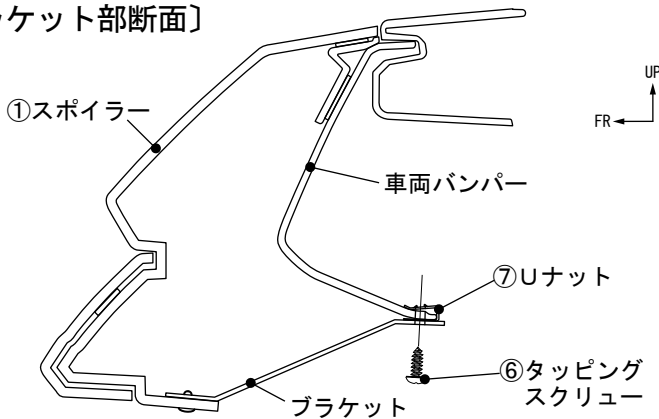 ケット部断面〕
①スポイラー
UP
FR
車両バンパー
⑦Uナット
⑥タッピング
スクリュー
ブラケット